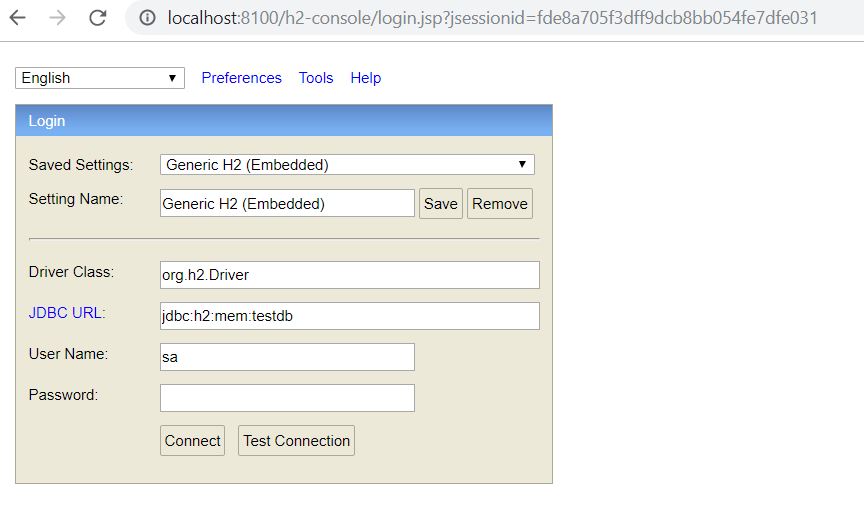 localhost:8100/h2-console/login.jsp?jsessionid=fde8a705f3dff9dcb8bb054fe7dfe031
English Preferences Tools Help
Login
Saved Settings: Generic H2 (Embedded)
Setting Name: Generic H2 (Embedded) Save Remove
Driver Class: org.h2.Driver
JDBC URL: jdbc:h2:mem:testdb
User Name: sa
Password:
Connect Test Connection